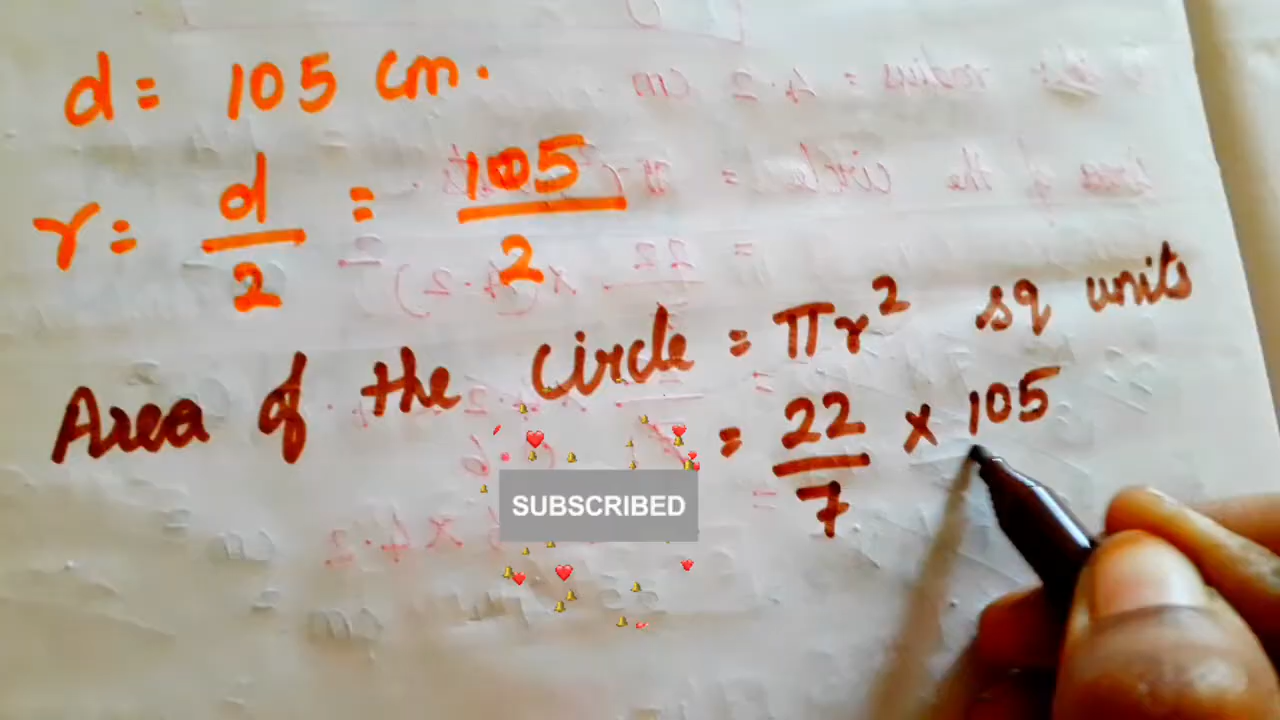 d = 105 cm.
r = d/2 = 105/2
Area of the circle = πr² sq units
= 22/7 × 105
SUBSCRIBED